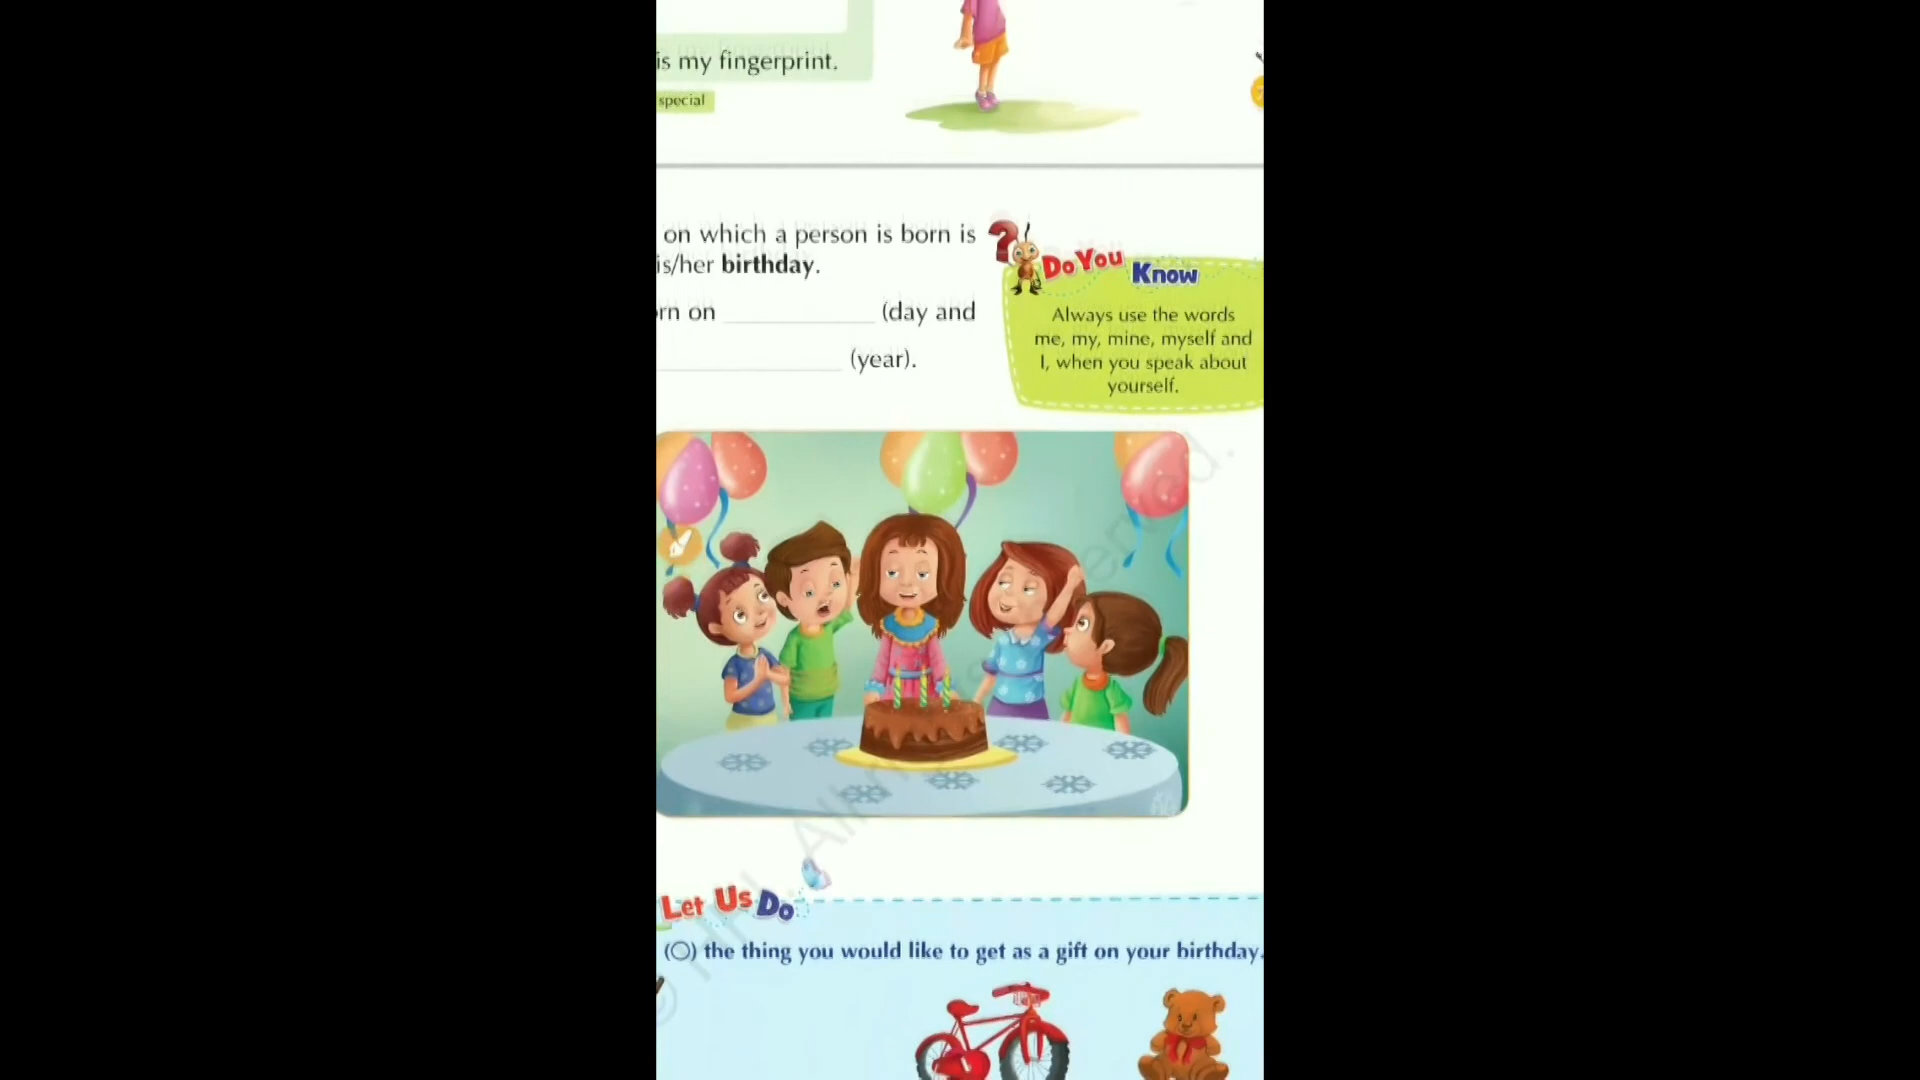 is my fingerprint.
special
on which a person is born is
is/her birthday.
rn on ____________ (day and
_______________ (year).
Do You Know
Always use the words
me, my, mine, myself and
I, when you speak about
yourself.
Let Us Do
(O) the thing you would like to get as a gift on your birthday.